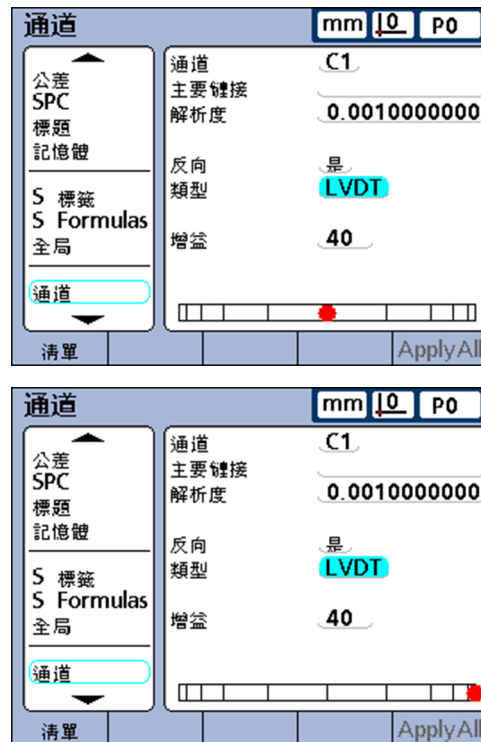 通道 mm 0 P0
公差
SPC
標題
記憶體
S 標籤
S Formulas
全局
通道
通道 C1
主要鏈接
解析度 0.0010000000
反向 是
類型 LVDT
增益 40
清單 ApplyAll
通道 mm 0 P0
公差
SPC
標題
記憶體
S 標籤
S Formulas
全局
通道
通道 C1
主要鏈接
解析度 0.0010000000
反向 是
類型 LVDT
增益 40
清單 ApplyAll